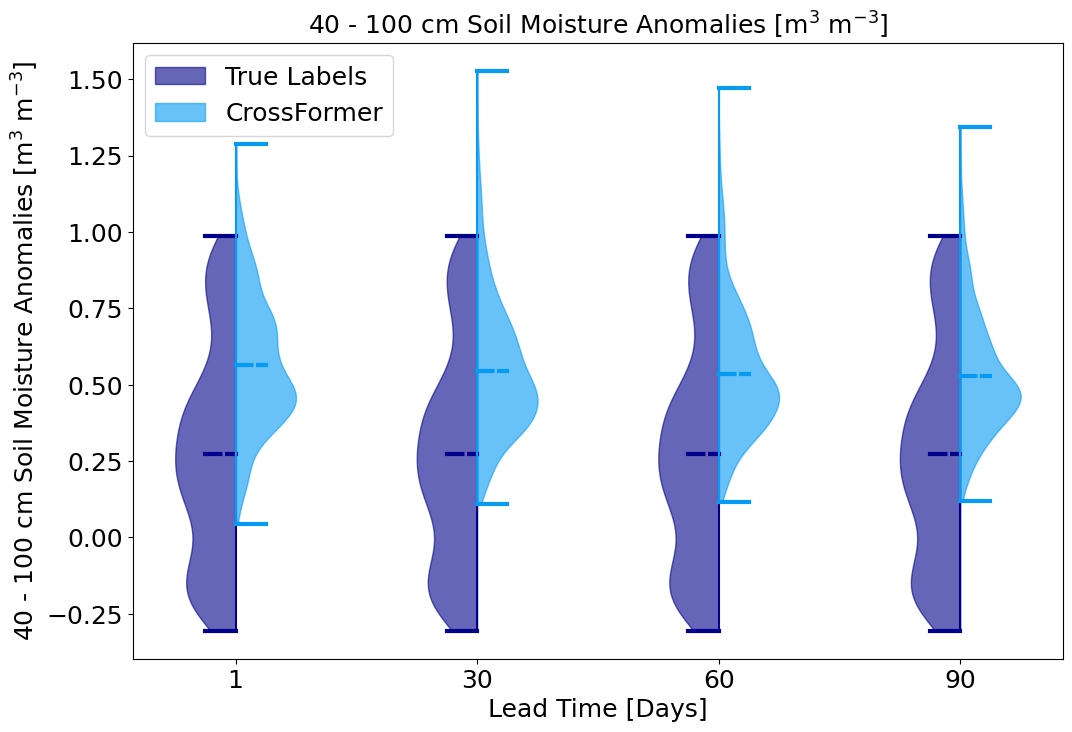 40 - 100 cm Soil Moisture Anomalies [m³ m⁻³]
True Labels
CrossFormer
40 - 100 cm Soil Moisture Anomalies [m³ m⁻³]
1.50
1.25
1.00
0.75
0.50
0.25
0.00
−0.25
1 30 60 90
Lead Time [Days]